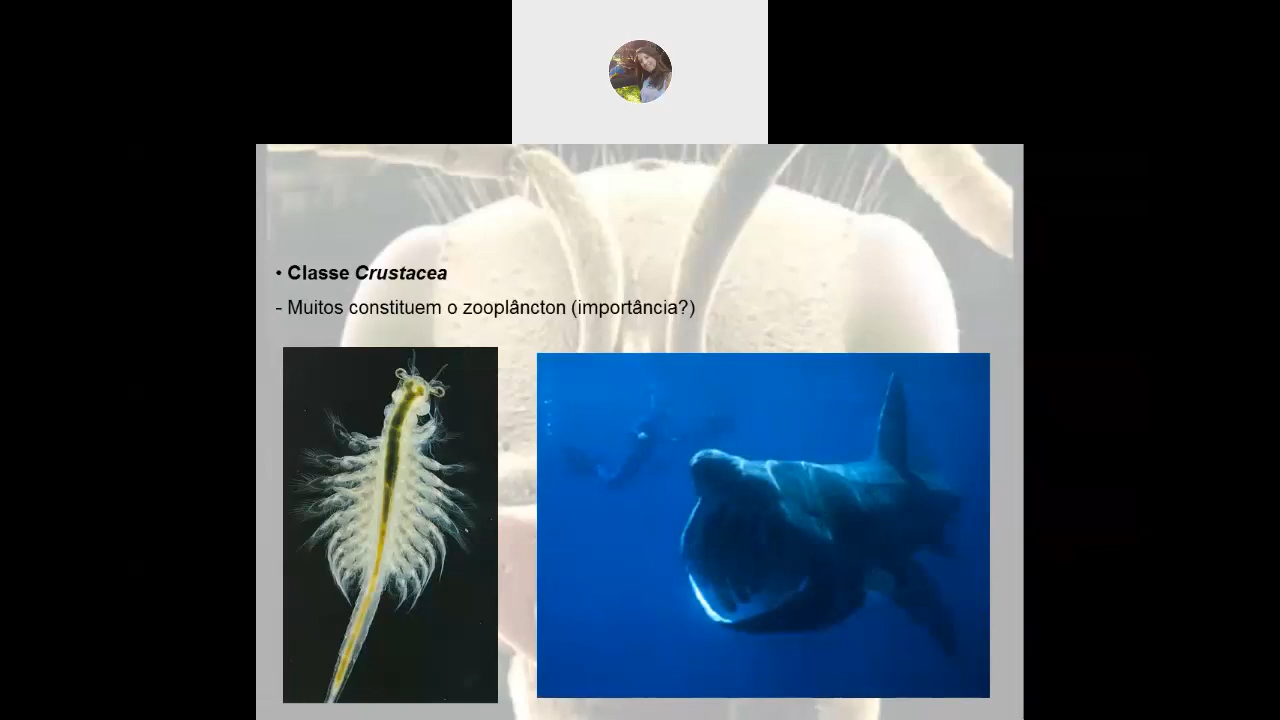 • Classe Crustacea
- Muitos constituem o zooplâncton (importância?)